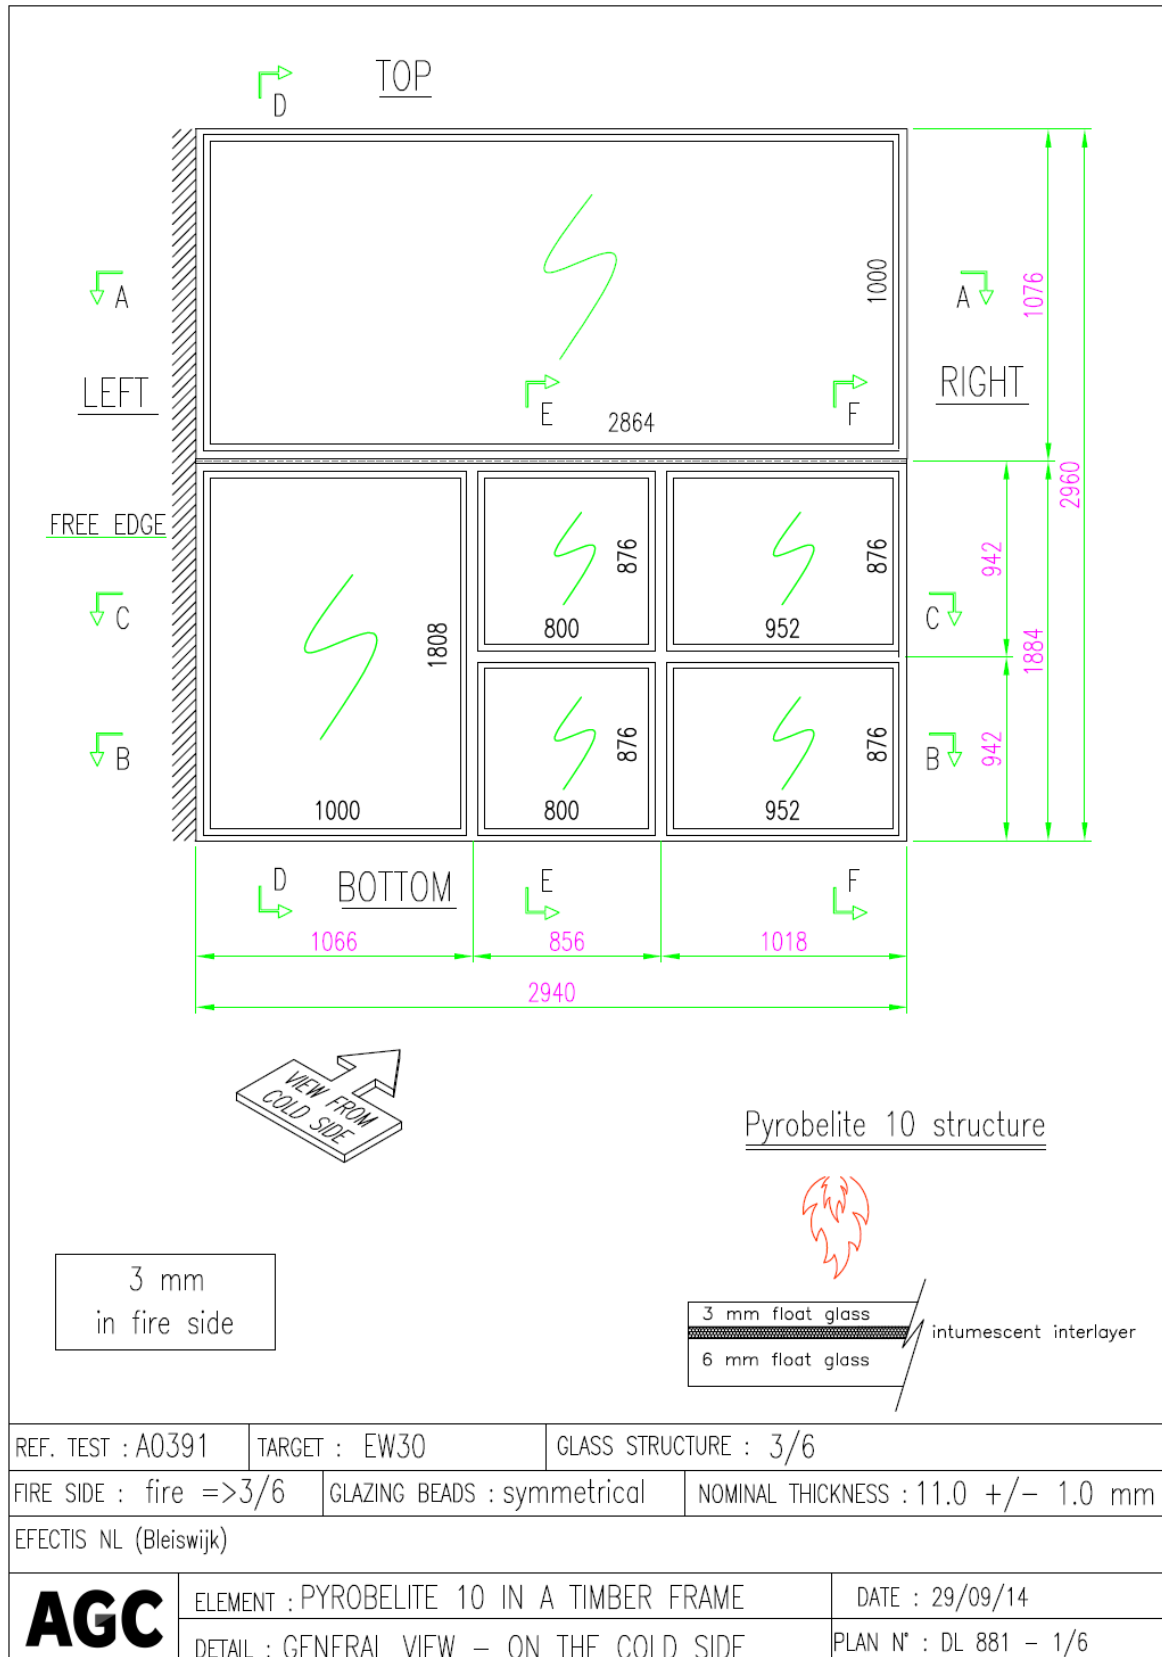 TOP
D
A
A
LEFT
RIGHT
1000
1076
2960
E
F
2864
FREE EDGE
C
C
1808
876
876
942
1884
800
952
B
B
876
876
942
1000
800
952
D
BOTTOM
E
F
1066
856
1018
2940
VIEW FROM
COLD SIDE
Pyrobelite 10 structure
3 mm
in fire side
3 mm float glass
intumescent interlayer
6 mm float glass
REF. TEST : A0391
TARGET : EW30
GLASS STRUCTURE : 3/6
FIRE SIDE : fire =>3/6
GLAZING BEADS : symmetrical
NOMINAL THICKNESS : 11.0 +/- 1.0 mm
EFECTIS NL (Bleiswijk)
AGC
ELEMENT : PYROBELITE 10 IN A TIMBER FRAME
DATE : 29/09/14
DETAIL : GENERAL VIEW - ON THE COLD SIDE
PLAN N° : DL 881 - 1/6